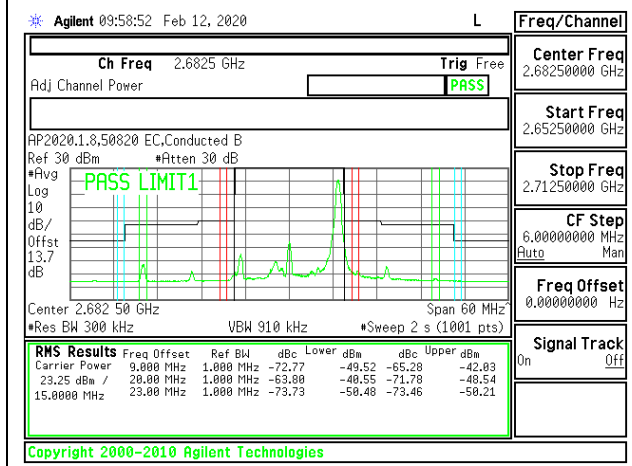 Agilent 09:58:52 Feb 12, 2020 L
Freq/Channel
Ch Freq 2.6825 GHz Trig Free
Adj Channel Power PASS
AP2020.1.8,50820 EC,Conducted B
Ref 30 dBm #Atten 30 dB
#Avg
Log
10
dB/
Offst
13.7
dB
PASS LIMIT1
Center 2.682 50 GHz Span 60 MHz^
#Res BW 300 kHz VBW 910 kHz #Sweep 2 s (1001 pts)
RMS Results Freq Offset Ref BW dBc Lower dBm dBc Upper dBm
Carrier Power 9.000 MHz 1.000 MHz -72.77 -49.52 -65.28 -42.03
23.25 dBm / 20.00 MHz 1.000 MHz -63.80 -40.55 -71.78 -48.54
15.0000 MHz 23.00 MHz 1.000 MHz -73.73 -50.48 -73.46 -50.21
Copyright 2000-2010 Agilent Technologies
Center Freq
2.68250000 GHz
Start Freq
2.65250000 GHz
Stop Freq
2.71250000 GHz
CF Step
6.00000000 MHz
Auto Man
Freq Offset
0.00000000 Hz
Signal Track
On Off